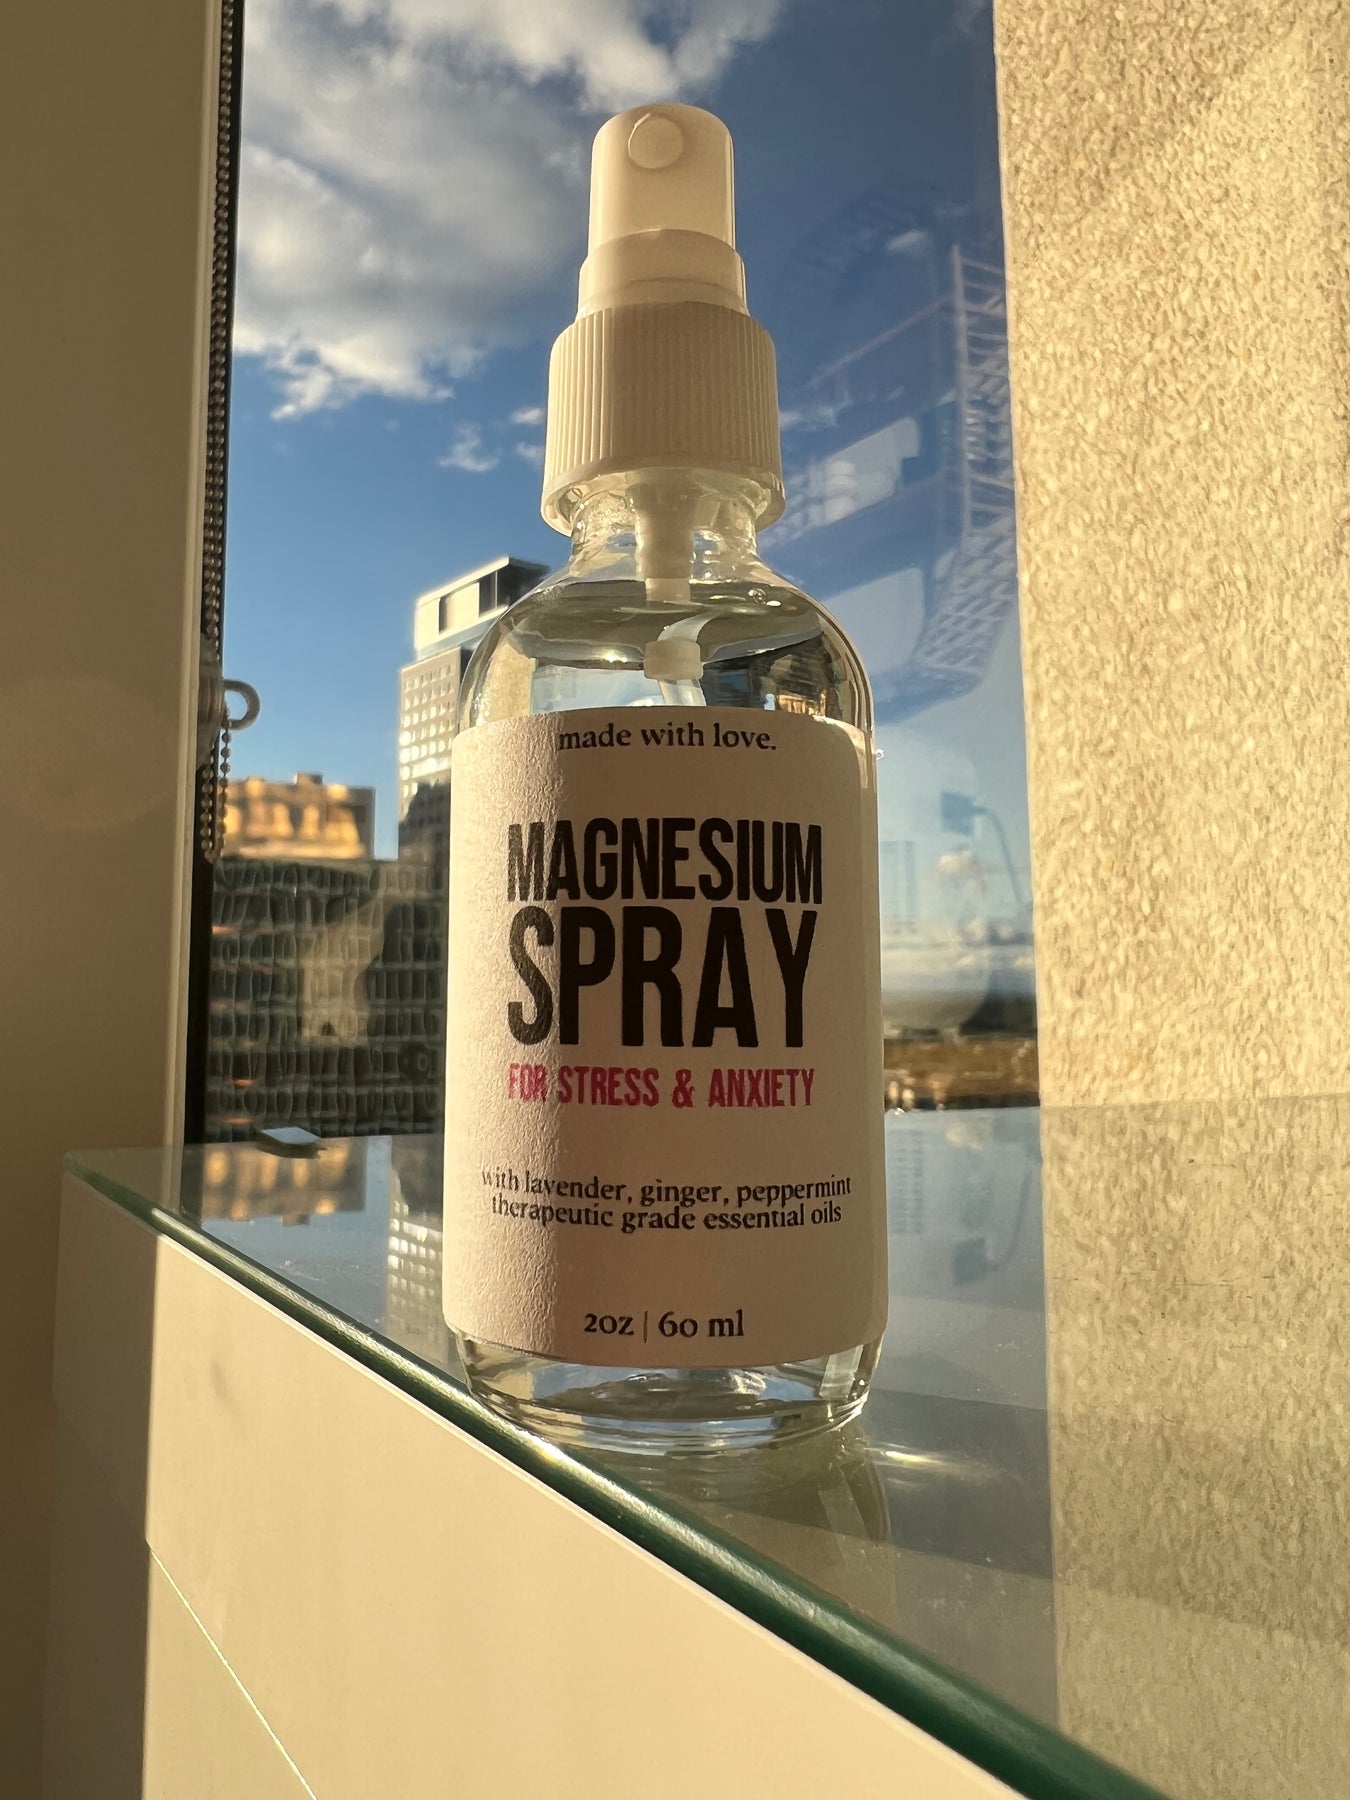 made with love.
MAGNESIUM
SPRAY
FOR STRESS & ANXIETY
with lavender, ginger, peppermint
therapeutic grade essential oils
2oz | 60 ml